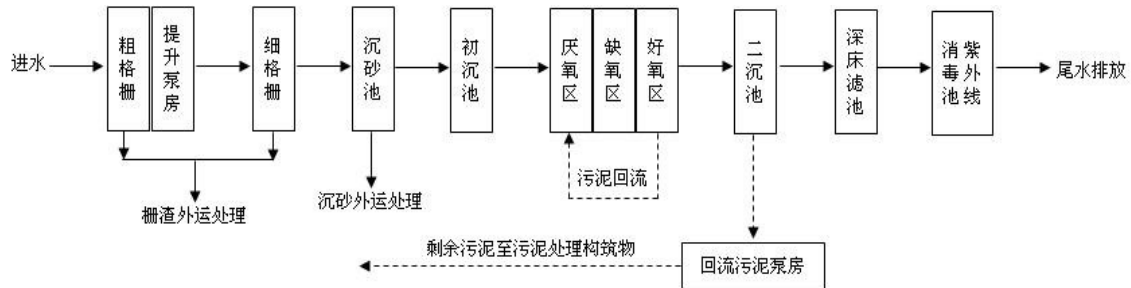 进水
粗格栅
提升泵房
细格栅
沉砂池
初沉池
厌氧区
缺氧区
好氧区
二沉池
深床滤池
紫外线
消毒池
尾水排放
污泥回流
栅渣外运处理
沉砂外运处理
剩余污泥至污泥处理构筑物
回流污泥泵房